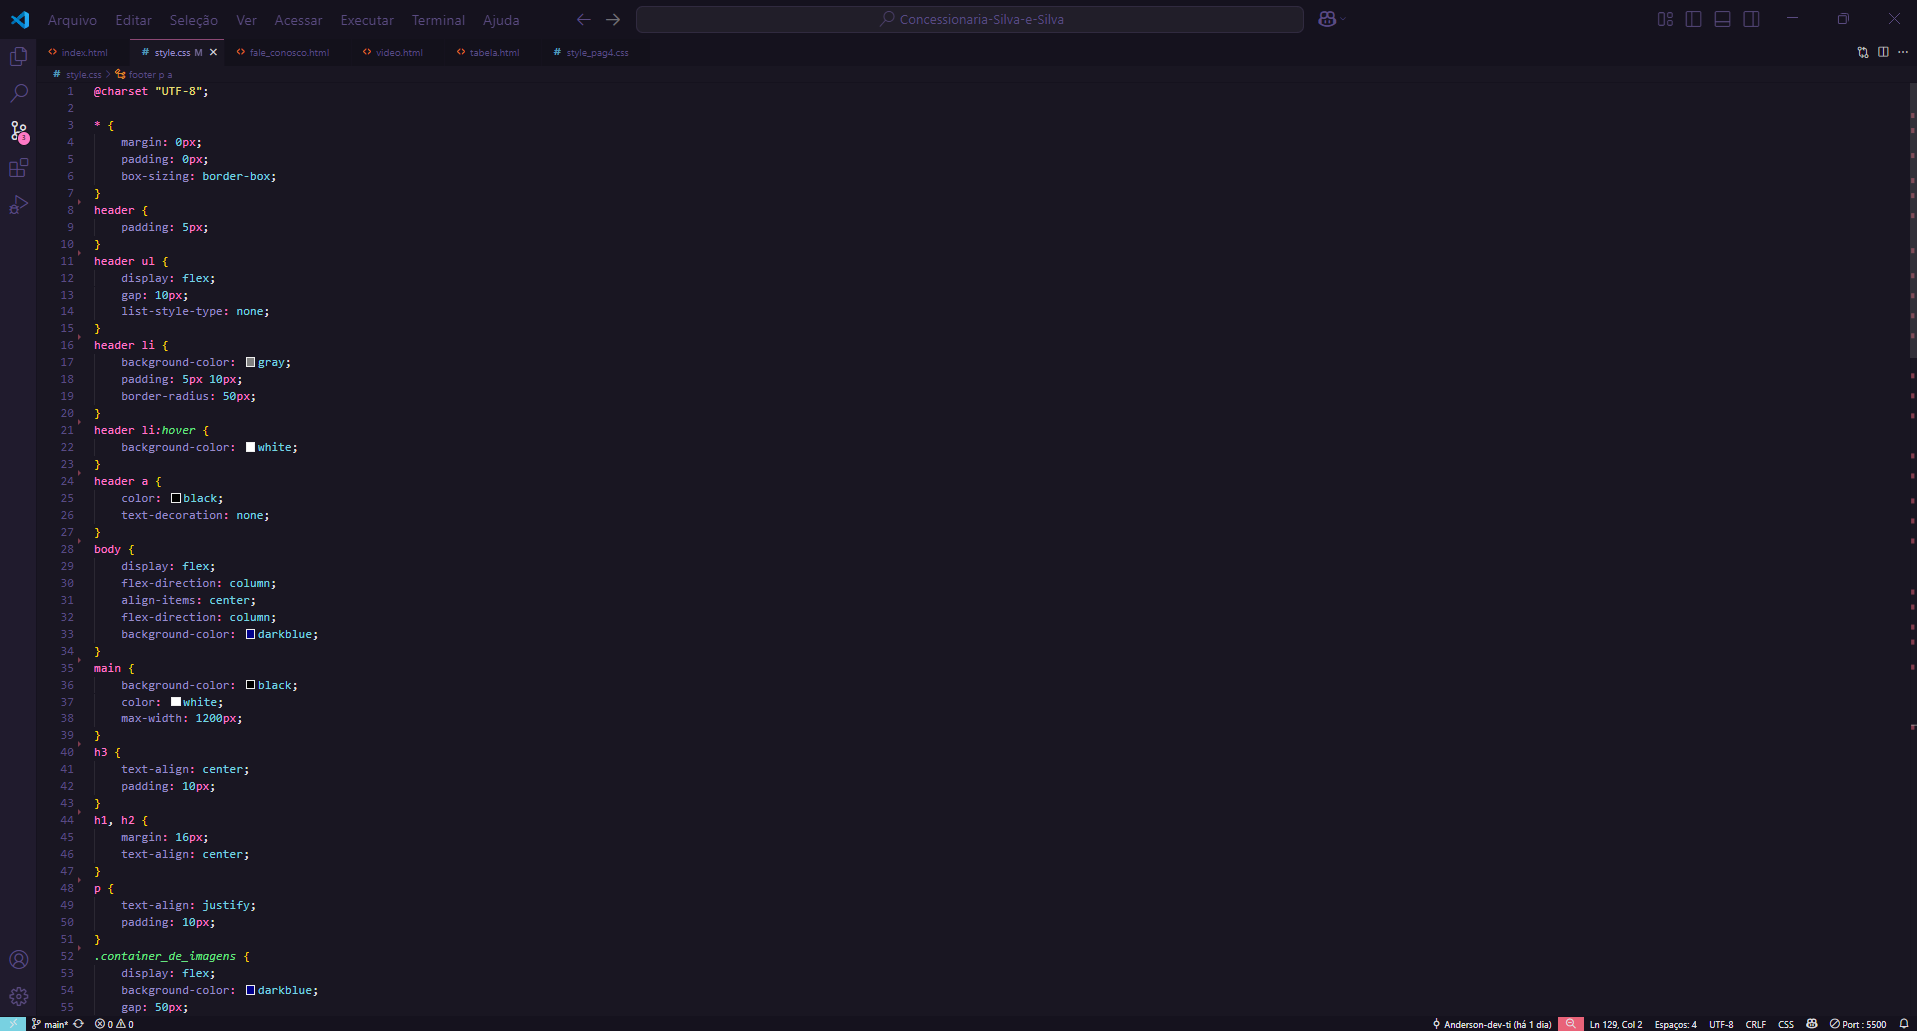 Arquivo Editar Seleção Ver Acessar Executar Terminal Ajuda Concessionaria-Silva-e-Silva
index.html # style.css M fale_conosco.html video.html tabela.html # style_pag4.css
# style.css > footer p a
1 @charset "UTF-8";
2
3 * {
4 margin: 0px;
5 padding: 0px;
6 box-sizing: border-box;
7 }
8 header {
9 padding: 5px;
10 }
11 header ul {
12 display: flex;
13 gap: 10px;
14 list-style-type: none;
15 }
16 header li {
17 background-color: gray;
18 padding: 5px 10px;
19 border-radius: 50px;
20 }
21 header li:hover {
22 background-color: white;
23 }
24 header a {
25 color: black;
26 text-decoration: none;
27 }
28 body {
29 display: flex;
30 flex-direction: column;
31 align-items: center;
32 flex-direction: column;
33 background-color: darkblue;
34 }
35 main {
36 background-color: black;
37 color: white;
38 max-width: 1200px;
39 }
40 h3 {
41 text-align: center;
42 padding: 10px;
43 }
44 h1, h2 {
45 margin: 16px;
46 text-align: center;
47 }
48 p {
49 text-align: justify;
50 padding: 10px;
51 }
52 .container_de_imagens {
53 display: flex;
54 background-color: darkblue;
55 gap: 50px;
main* 0 0 Anderson-dev-ti (há 1 dia) Ln 129, Col 2 Espaços: 4 UTF-8 CRLF CSS Port : 5500